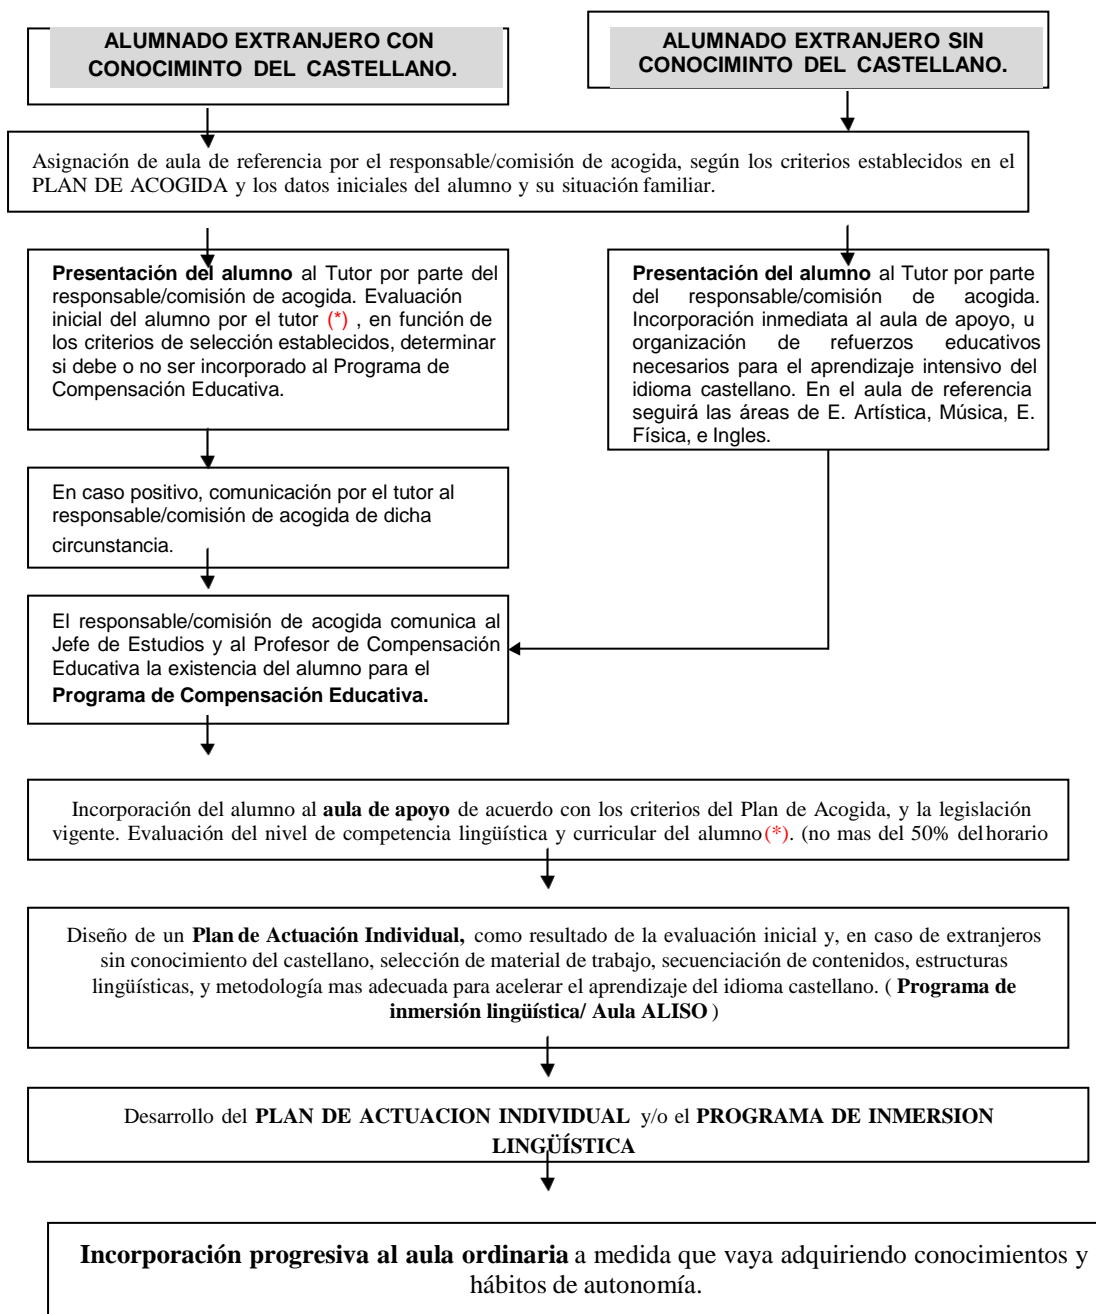 ALUMNADO EXTRANJERO CON
CONOCIMINTO DEL CASTELLANO.
ALUMNADO EXTRANJERO SIN
CONOCIMINTO DEL CASTELLANO.
Asignación de aula de referencia por el responsable/comisión de acogida, según los criterios establecidos en el
PLAN DE ACOGIDA y los datos iniciales del alumno y su situación familiar.
Presentación del alumno al Tutor por parte del
responsable/comisión de acogida. Evaluación
inicial del alumno por el tutor (*) , en función de
los criterios de selección establecidos, determinar
si debe o no ser incorporado al Programa de
Compensación Educativa.
Presentación del alumno al Tutor por parte
del responsable/comisión de acogida.
Incorporación inmediata al aula de apoyo, u
organización de refuerzos educativos
necesarios para el aprendizaje intensivo del
idioma castellano. En el aula de referencia
seguirá las áreas de E. Artística, Música, E.
Física, e Ingles.
En caso positivo, comunicación por el tutor al
responsable/comisión de acogida de dicha
circunstancia.
El responsable/comisión de acogida comunica al
Jefe de Estudios y al Profesor de Compensación
Educativa la existencia del alumno para el
Programa de Compensación Educativa.
Incorporación del alumno al aula de apoyo de acuerdo con los criterios del Plan de Acogida, y la legislación
vigente. Evaluación del nivel de competencia lingüística y curricular del alumno(*). (no mas del 50% del horario
Diseño de un Plan de Actuación Individual, como resultado de la evaluación inicial y, en caso de extranjeros
sin conocimiento del castellano, selección de material de trabajo, secuenciación de contenidos, estructuras
lingüísticas, y metodología mas adecuada para acelerar el aprendizaje del idioma castellano. ( Programa de
inmersión lingüística/ Aula ALISO )
Desarrollo del PLAN DE ACTUACION INDIVIDUAL y/o el PROGRAMA DE INMERSION
LINGÜÍSTICA
Incorporación progresiva al aula ordinaria a medida que vaya adquiriendo conocimientos y
hábitos de autonomía.